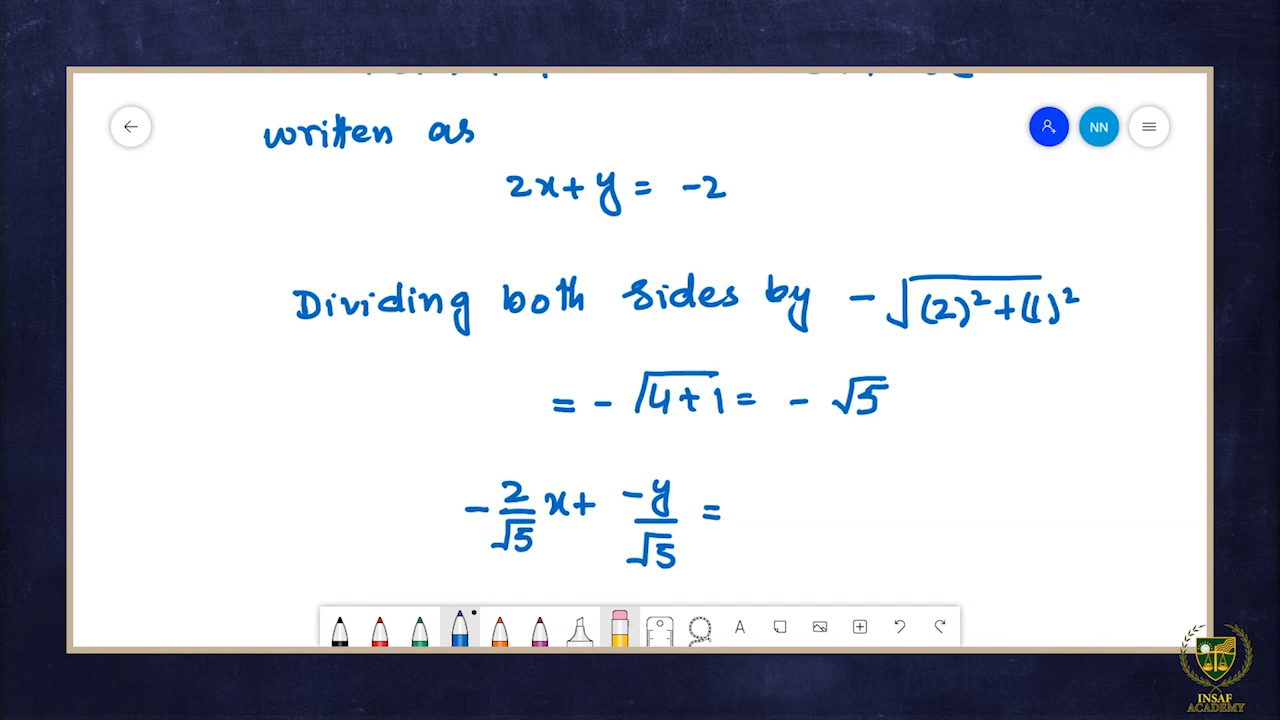 written as
NN
2x + y = -2
Dividing both sides by -√(2)² + (1)²
= - √4+1 = - √5
-2/√5 x + -y/√5 =
A
INSAF
ACADEMY